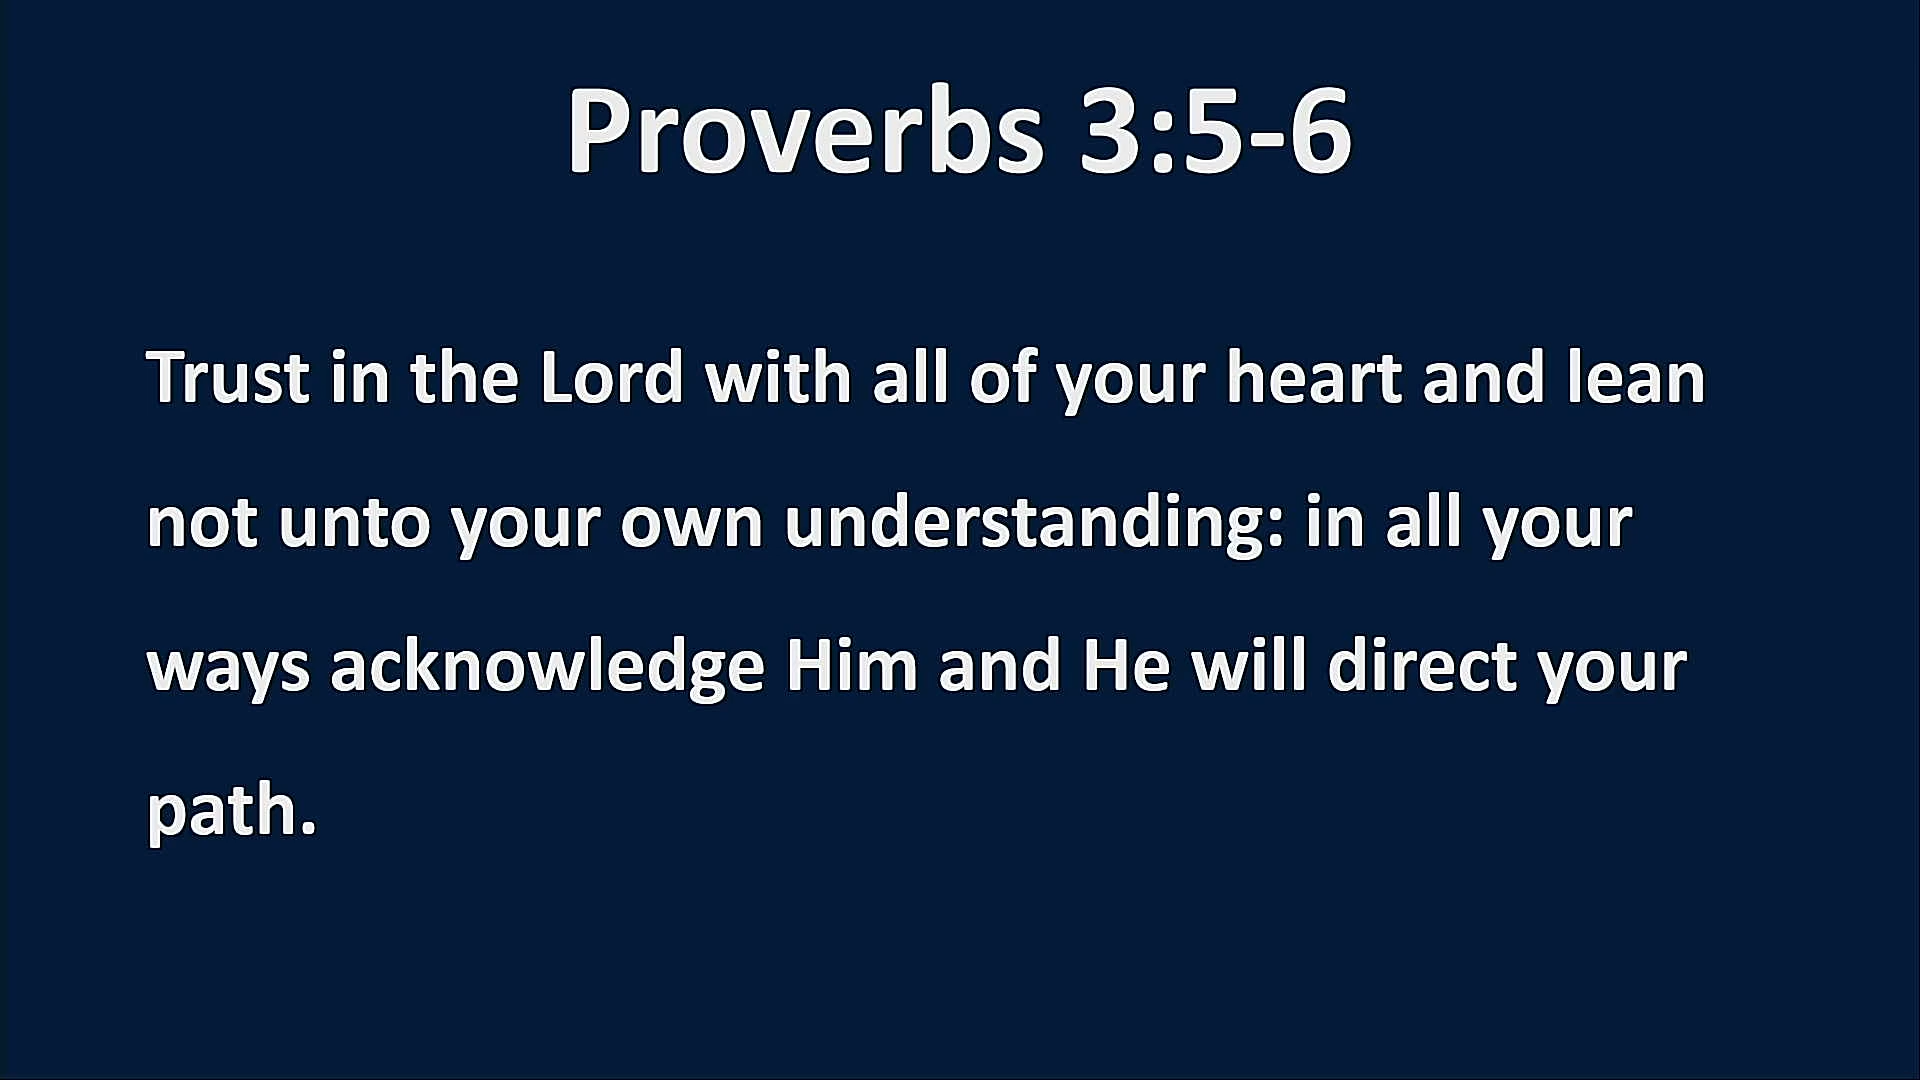 Proverbs 3:5-6
Trust in the Lord with all of your heart and lean
not unto your own understanding: in all your
ways acknowledge Him and He will direct your
path.